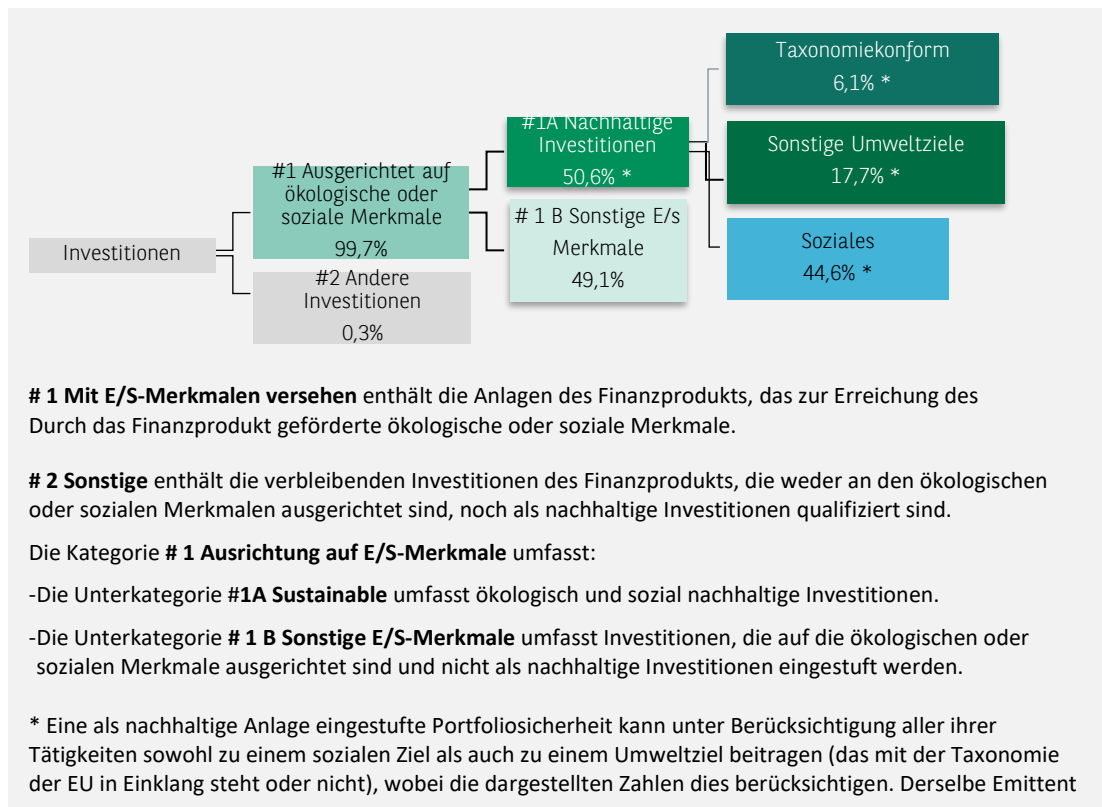 Investitionen
#1 Ausgerichtet auf
ökologische oder
soziale Merkmale
99,7%
#2 Andere
Investitionen
0,3%
#1A Nachhaltige
Investitionen
50,6% *
# 1 B Sonstige E/s
Merkmale
49,1%
Taxonomiekonform
6,1% *
Sonstige Umweltziele
17,7% *
Soziales
44,6% *
# 1 Mit E/S-Merkmalen versehen enthält die Anlagen des Finanzprodukts, das zur Erreichung des
Durch das Finanzprodukt geförderte ökologische oder soziale Merkmale.
# 2 Sonstige enthält die verbleibenden Investitionen des Finanzprodukts, die weder an den ökologischen
oder sozialen Merkmalen ausgerichtet sind, noch als nachhaltige Investitionen qualifiziert sind.
Die Kategorie # 1 Ausrichtung auf E/S-Merkmale umfasst:
-Die Unterkategorie #1A Sustainable umfasst ökologisch und sozial nachhaltige Investitionen.
-Die Unterkategorie # 1 B Sonstige E/S-Merkmale umfasst Investitionen, die auf die ökologischen oder
sozialen Merkmale ausgerichtet sind und nicht als nachhaltige Investitionen eingestuft werden.
* Eine als nachhaltige Anlage eingestufte Portfoliosicherheit kann unter Berücksichtigung aller ihrer
Tätigkeiten sowohl zu einem sozialen Ziel als auch zu einem Umweltziel beitragen (das mit der Taxonomie
der EU in Einklang steht oder nicht), wobei die dargestellten Zahlen dies berücksichtigen. Derselbe Emittent